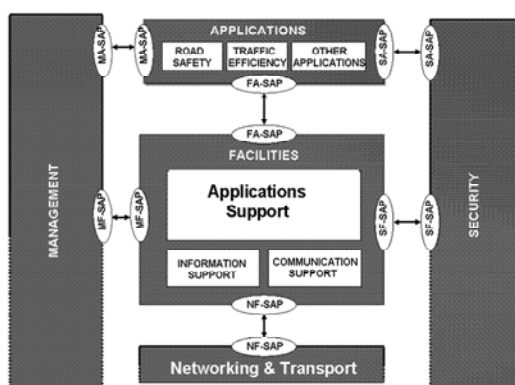 APPLICATIONS
MA-SAP
MA-SAP
ROAD
SAFETY
TRAFFIC
EFFICIENCY
OTHER
APPLICATIONS
SA-SAP
SA-SAP
FA-SAP
FA-SAP
FACILITIES
MANAGEMENT
MF-SAP
MF-SAP
Applications
Support
SF-SAP
SF-SAP
SECURITY
INFORMATION
SUPPORT
COMMUNICATION
SUPPORT
NF-SAP
NF-SAP
Networking & Transport